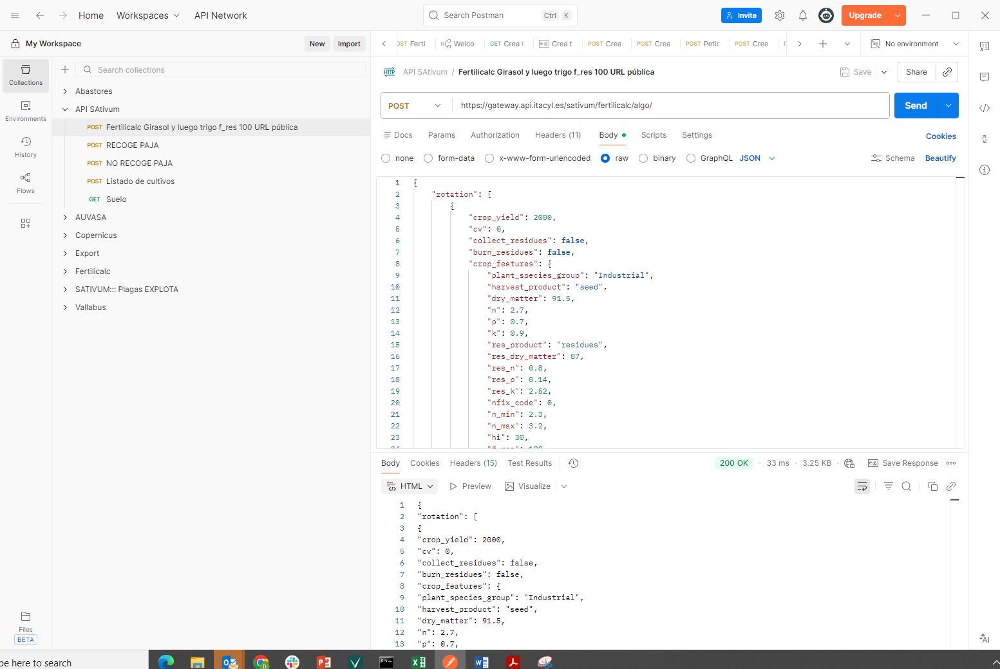 Home Workspaces API Network Search Postman Ctrl K Invite Upgrade
My Workspace New Import
OST Ferti Welco GET Crea t Crea t POST Crea POST Crea POST Petic POST Crea No environment
Collections
Environments
History
Flows
Files
BETA
Search collections
Abastores
API SAtivum
POST Fertilicalc Girasol y luego trigo f_res 100 URL pública
POST RECOGE PAJA
POST NO RECOGE PAJA
POST Listado de cultivos
GET Suelo
AUVASA
Copernicus
Export
Fertilicalc
SATIVUM::: Plagas EXPLOTA
Vallabus
HTTP API SAtivum / Fertilicalc Girasol y luego trigo f_res 100 URL pública Save Share
POST https://gateway.api.itacyl.es/sativum/fertilicalc/algo/ Send
Docs Params Authorization Headers (11) Body Scripts Settings Cookies
none form-data x-www-form-urlencoded raw binary GraphQL JSON Schema Beautify
1 {
2 "rotation": [
3 {
4 "crop_yield": 2000,
5 "cv": 0,
6 "collect_residues": false,
7 "burn_residues": false,
8 "crop_features": {
9 "plant_species_group": "Industrial",
10 "harvest_product": "seed",
11 "dry_matter": 91.5,
12 "n": 2.7,
13 "p": 0.7,
14 "k": 0.9,
15 "res_product": "residues",
16 "res_dry_matter": 87,
17 "res_n": 0.8,
18 "res_p": 0.14,
19 "res_k": 2.52,
20 "nfix_code": 0,
21 "n_min": 2.3,
22 "n_max": 3.2,
23 "hi": 30,
Body Cookies Headers (15) Test Results 200 OK 33 ms 3.25 KB Save Response
HTML Preview Visualize
1 {
2 "rotation": [
3 {
4 "crop_yield": 2000,
5 "cv": 0,
6 "collect_residues": false,
7 "burn_residues": false,
8 "crop_features": {
9 "plant_species_group": "Industrial",
10 "harvest_product": "seed",
11 "dry_matter": 91.5,
12 "n": 2.7,
13 "p": 0.7,
AI
pe here to search